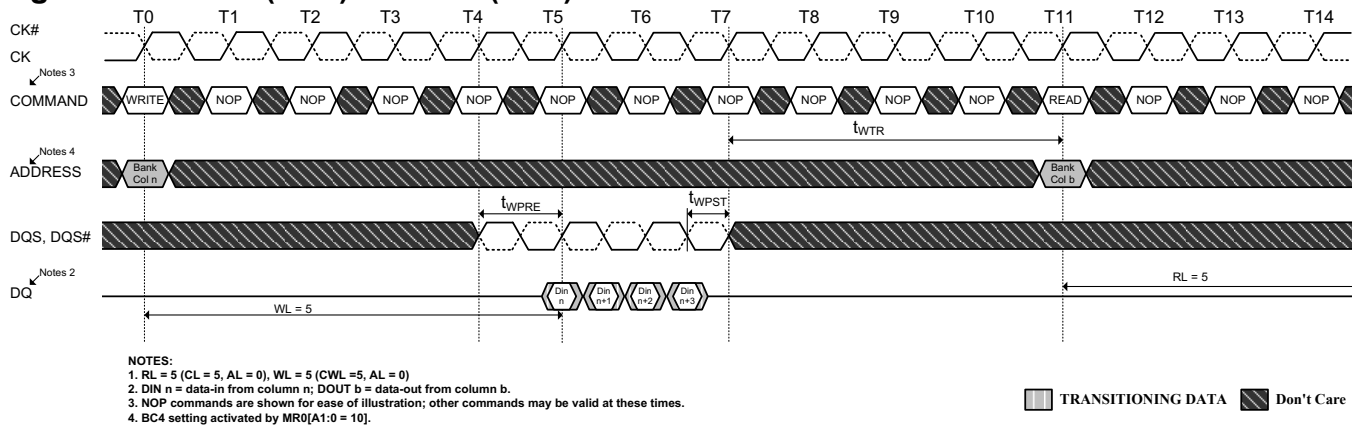 T0 T1 T2 T3 T4 T5 T6 T7 T8 T9 T10 T11 T12 T13 T14
CK#
CK
Notes 3
COMMAND WRITE NOP NOP NOP NOP NOP NOP NOP NOP NOP NOP READ NOP NOP NOP
tWTR
Notes 4
ADDRESS
Bank Bank
Col n Col b
tWPRE tWPST
DQS, DQS#
Notes 2
DQ
Din Din Din Din
n n+1 n+2 n+3
RL = 5
WL = 5
NOTES:
1. RL = 5 (CL = 5, AL = 0), WL = 5 (CWL =5, AL = 0)
2. DIN n = data-in from column n; DOUT b = data-out from column b.
3. NOP commands are shown for ease of illustration; other commands may be valid at these times.
4. BC4 setting activated by MR0[A1:0 = 10].
TRANSITIONING DATA Don't Care